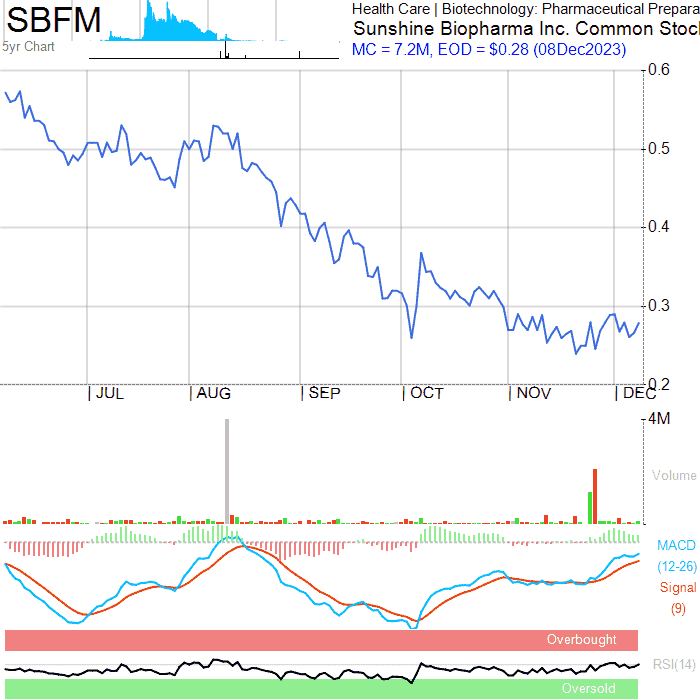 SBFM
5yr Chart
Health Care | Biotechnology: Pharmaceutical Prepara
Sunshine Biopharma Inc. Common Stoc
MC = 7.2M, EOD = $0.28 (08Dec2023)
0.6
0.5
0.4
0.3
0.2
JUL AUG SEP OCT NOV DEC
4M
Volume
MACD
(12-26)
Signal
(9)
Overbought
RSI(14)
Oversold